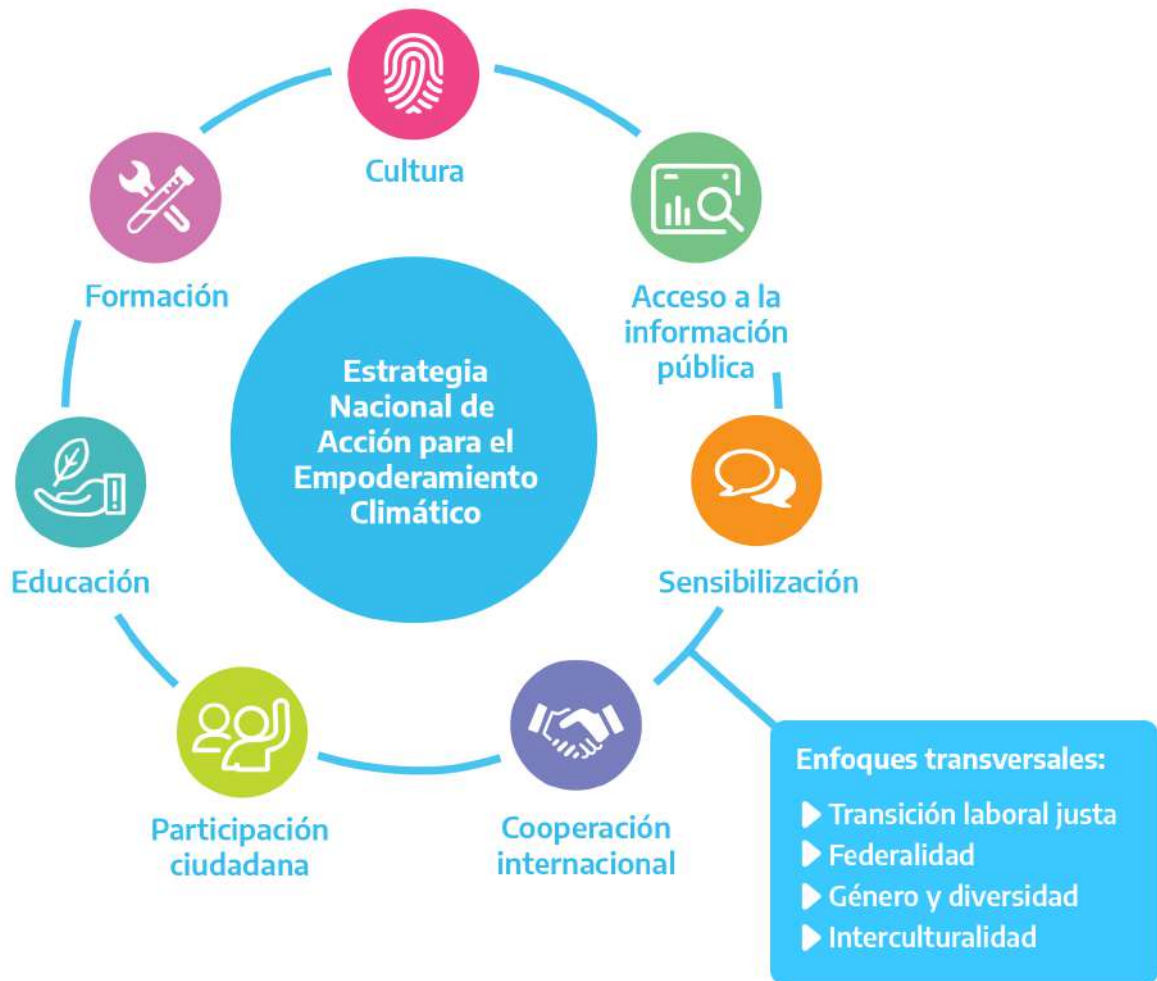 Cultura
Acceso a la
información
pública
Sensibilización
Cooperación
internacional
Participación
ciudadana
Educación
Formación
Estrategia
Nacional de
Acción para el
Empoderamiento
Climático
Enfoques transversales:
Transición laboral justa
Federalidad
Género y diversidad
Interculturalidad